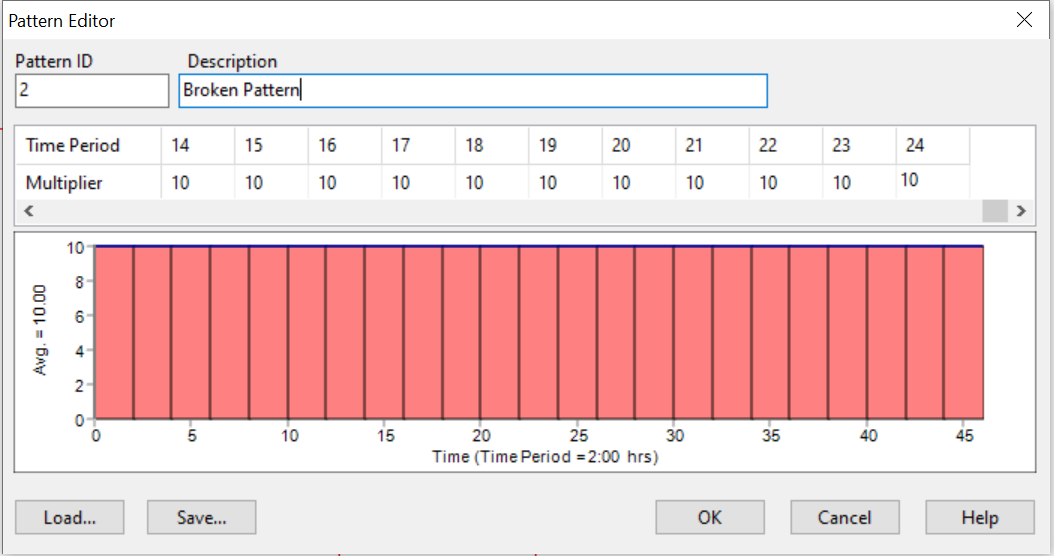 Pattern Editor
Pattern ID Description
2 Broken Pattern
Time Period 14 15 16 17 18 19 20 21 22 23 24
Multiplier 10 10 10 10 10 10 10 10 10 10 10
10
8
6
4
2
0
Avg. = 10.00
0 5 10 15 20 25 30 35 40 45
Time (Time Period = 2:00 hrs)
Load... Save... OK Cancel Help